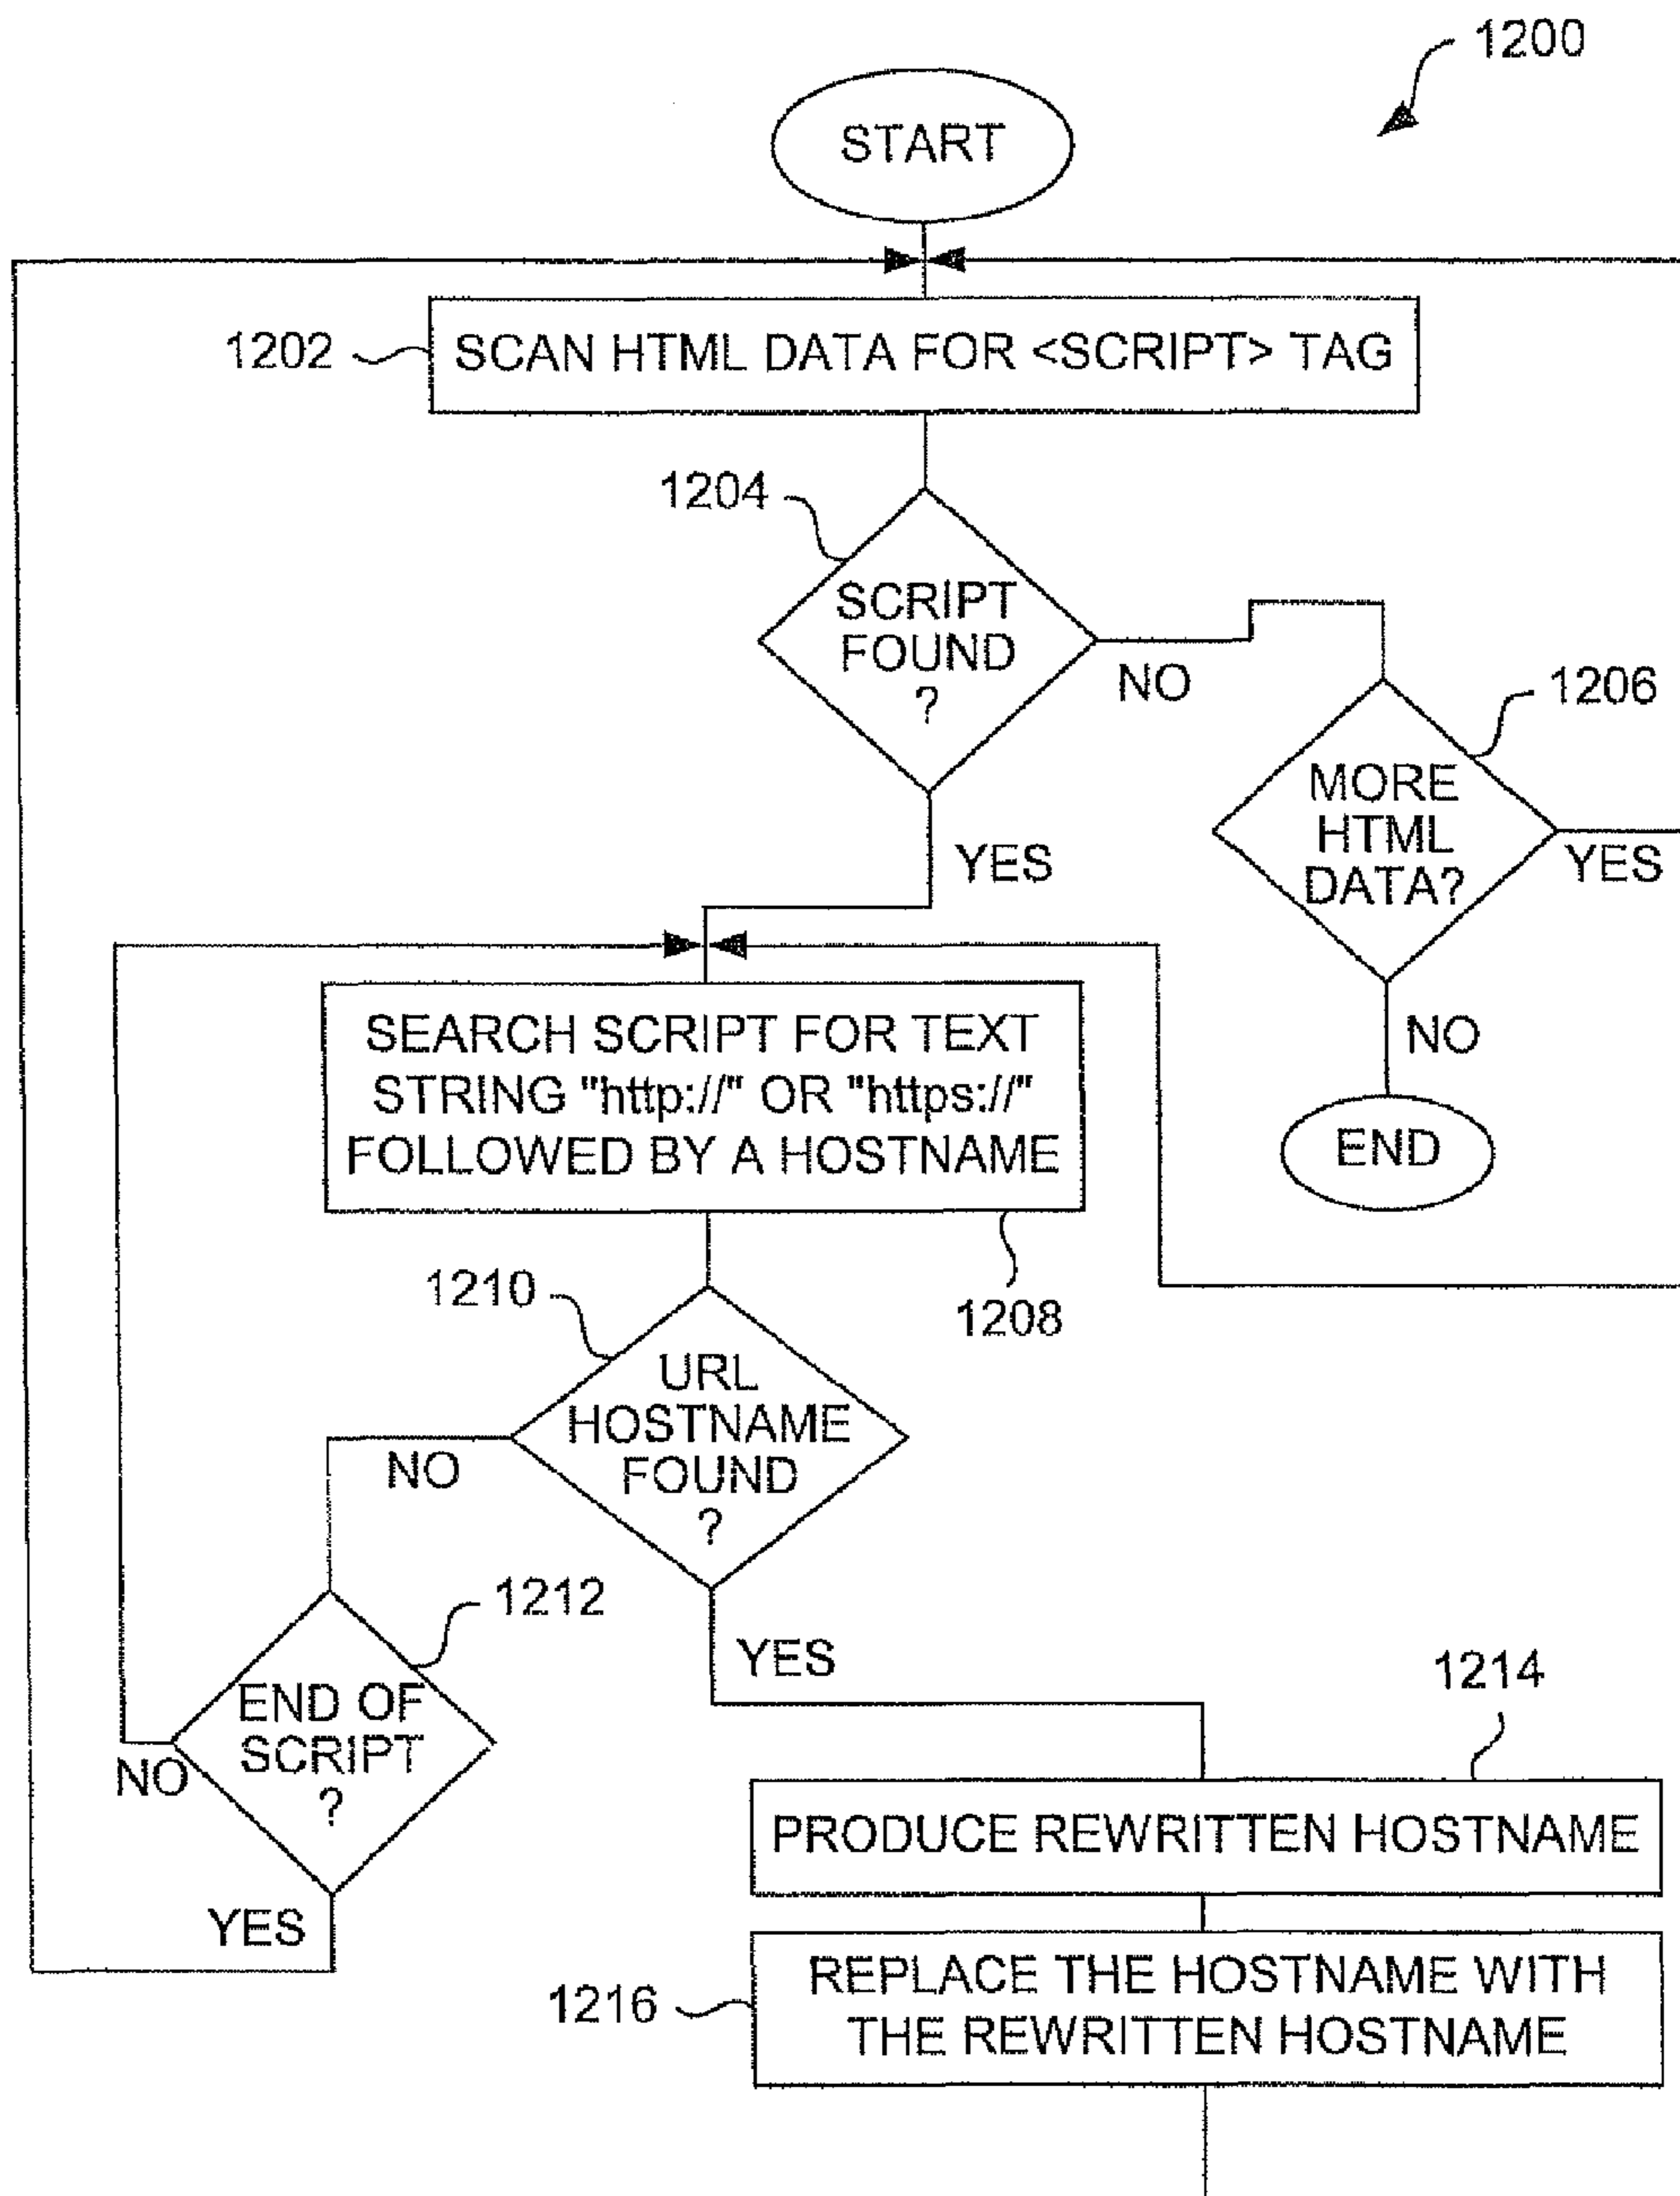 1200
START
1202
SCAN HTML DATA FOR <SCRIPT> TAG
1204
SCRIPT
FOUND
?
NO
1206
MORE
HTML
DATA?
YES
YES
NO
END
SEARCH SCRIPT FOR TEXT
STRING "http://" OR "https://"
FOLLOWED BY A HOSTNAME
1208
1210
URL
HOSTNAME
FOUND
?
NO
YES
1212
END OF
SCRIPT
?
NO
YES
1214
PRODUCE REWRITTEN HOSTNAME
1216
REPLACE THE HOSTNAME WITH
THE REWRITTEN HOSTNAME